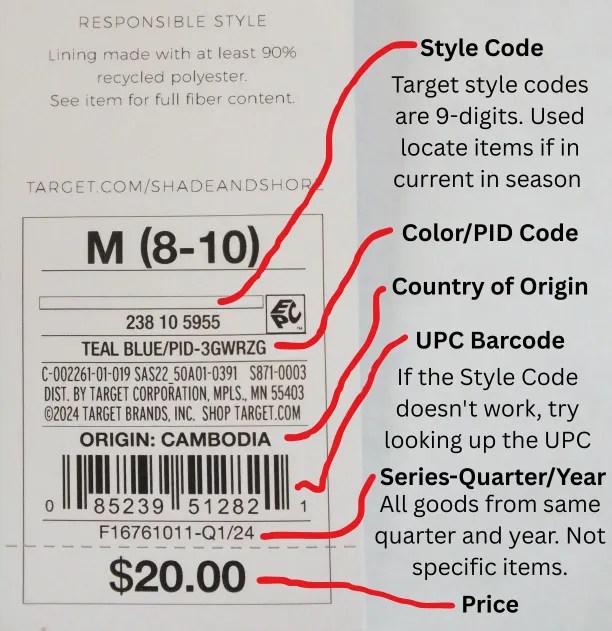 RESPONSIBLE STYLE
Lining made with at least 90%
recycled polyester.
See item for full fiber content.
TARGET.COM/SHADEANDSHORE
M (8-10)
238 10 5955
EPC
™
TEAL BLUE/PID-3GWRZG
C-002261-01-019 SAS22_50A01-0391 S871-0003
DIST. BY TARGET CORPORATION, MPLS., MN 55403
©2024 TARGET BRANDS, INC. SHOP TARGET.COM
ORIGIN: CAMBODIA
0 85239 51282 1
F16761011-Q1/24
$20.00
Style Code
Target style codes
are 9-digits. Used
locate items if in
current in season
Color/PID Code
Country of Origin
UPC Barcode
If the Style Code
doesn't work, try
looking up the UPC
Series-Quarter/Year
All goods from same
quarter and year. Not
specific items.
Price